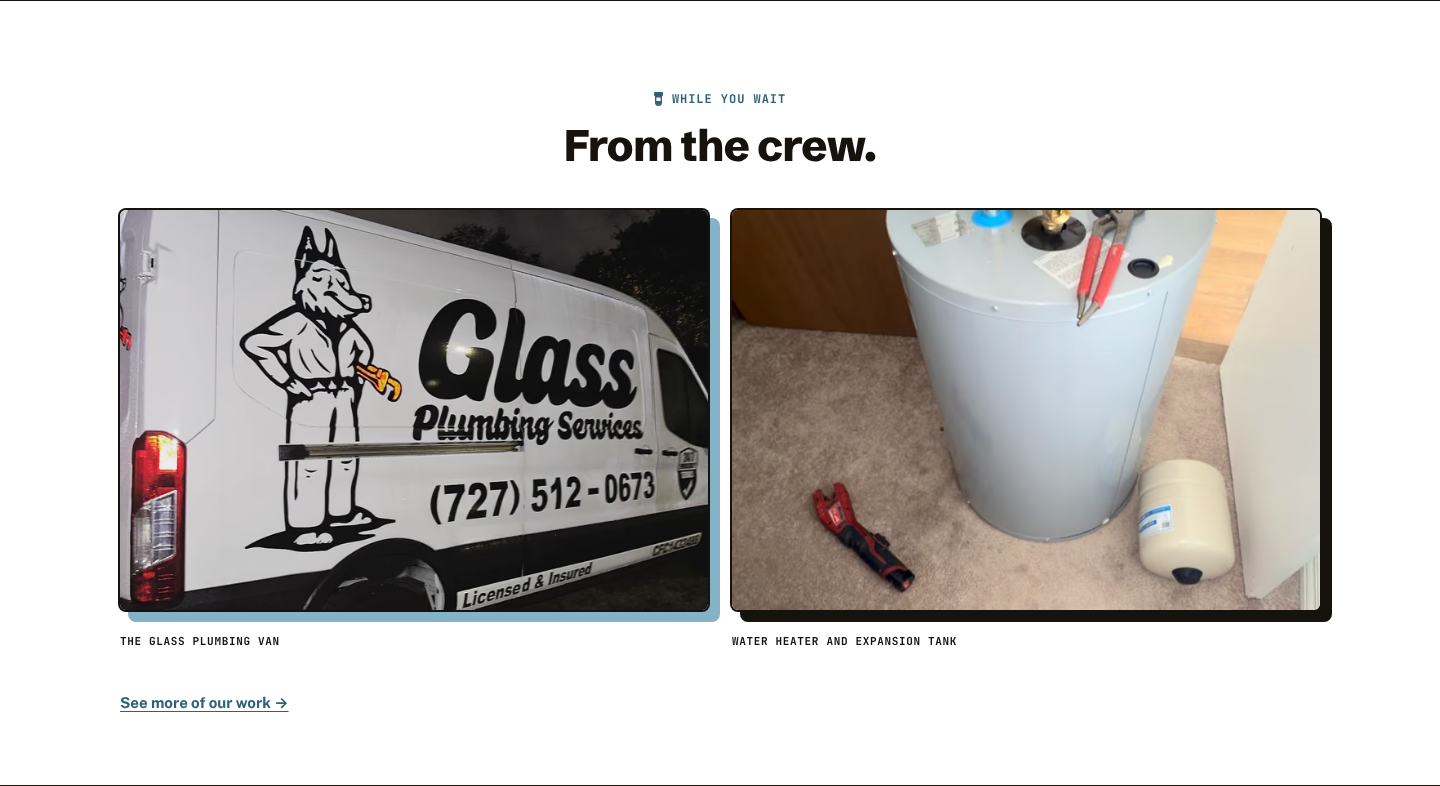 WHILE YOU WAIT
From the crew.
Glass
Plumbing Services
(727) 512-0673
Licensed & Insured
THE GLASS PLUMBING VAN
WATER HEATER AND EXPANSION TANK
See more of our work →